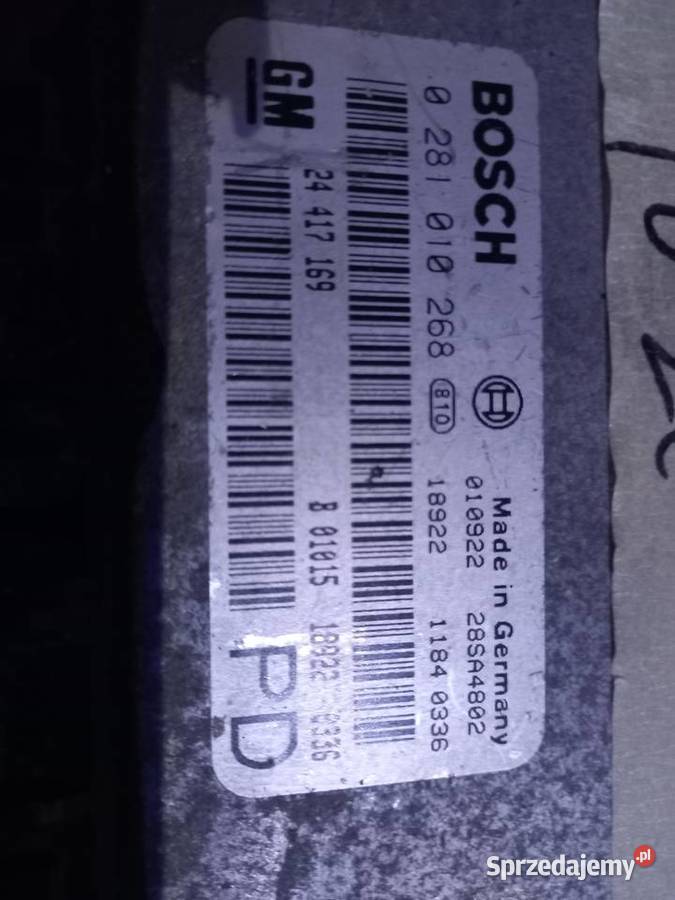 BOSCH
Made in Germany
010922 28SA4802
0 281 010 268 810 18922 1184 0336
GM
24 417 169 B 01015 18922 0336
PD
Sprzedajemy.pl